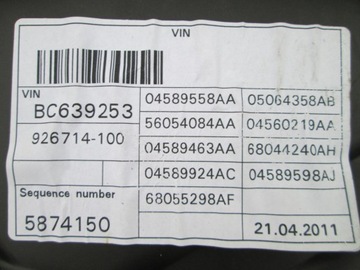 VIN
VIN
BC639253
926714-100
Sequence number
5874150
04589558AA 05064358AB
56054084AA 04560219AA
04589463AA 68044240AH
04589924AC 04589598AJ
68055298AF
21.04.2011